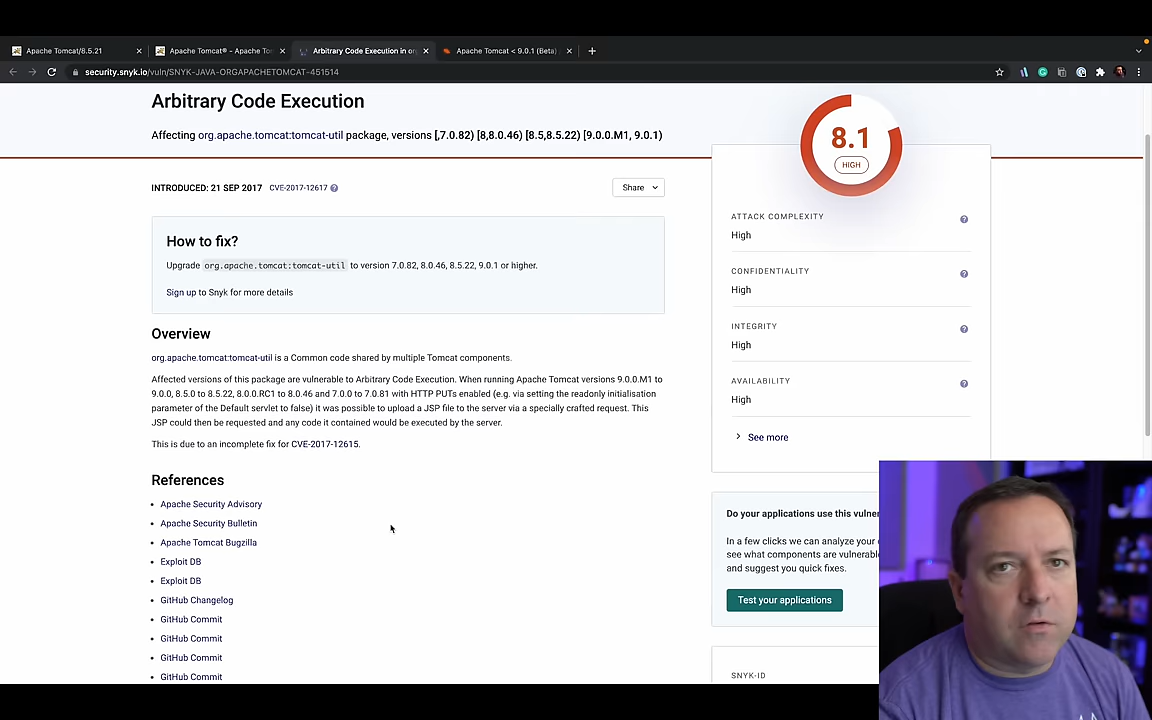 Apache Tomcat/8.5.21
Apache Tomcat® - Apache To
Arbitrary Code Execution in or
Apache Tomcat < 9.0.1 (Beta)
security.snyk.io/vuln/SNYK-JAVA-ORGAPACHETOMCAT-451514
Arbitrary Code Execution
Affecting org.apache.tomcat:tomcat-util package, versions [,7.0.82) [8,8.0.46) [8.5,8.5.22) [9.0.0.M1, 9.0.1)
8.1
HIGH
INTRODUCED: 21 SEP 2017 CVE-2017-12617
Share
How to fix?
Upgrade org.apache.tomcat:tomcat-util to version 7.0.82, 8.0.46, 8.5.22, 9.0.1 or higher.
Sign up to Snyk for more details
Overview
org.apache.tomcat:tomcat-util is a Common code shared by multiple Tomcat components.
Affected versions of this package are vulnerable to Arbitrary Code Execution. When running Apache Tomcat versions 9.0.0.M1 to
9.0.0, 8.5.0 to 8.5.22, 8.0.0.RC1 to 8.0.46 and 7.0.0 to 7.0.81 with HTTP PUTs enabled (e.g. via setting the readonly initialisation
parameter of the Default servlet to false) it was possible to upload a JSP file to the server via a specially crafted request. This
JSP could then be requested and any code it contained would be executed by the server.
This is due to an incomplete fix for CVE-2017-12615.
References
Apache Security Advisory
Apache Security Bulletin
Apache Tomcat Bugzilla
Exploit DB
Exploit DB
GitHub Changelog
GitHub Commit
GitHub Commit
GitHub Commit
GitHub Commit
ATTACK COMPLEXITY
High
CONFIDENTIALITY
High
INTEGRITY
High
AVAILABILITY
High
See more
Do your applications use this vulner
In a few clicks we can analyze your
see what components are vulnerable
and suggest you quick fixes.
Test your applications
SNYK-ID